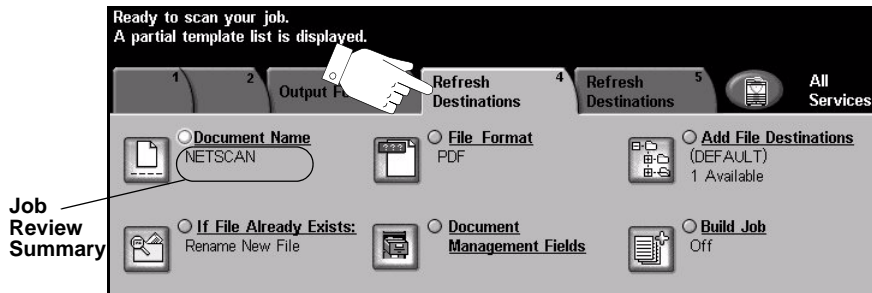 Ready to scan your job.
A partial template list is displayed.
1
2
Output F
Refresh
Destinations
4
Refresh
Destinations
5
All
Services
Document Name
NETSCAN
File Format
PDF
Add File Destinations
(DEFAULT)
1 Available
Job
Review
Summary
If File Already Exists:
Rename New File
Document
Management Fields
Build Job
Off